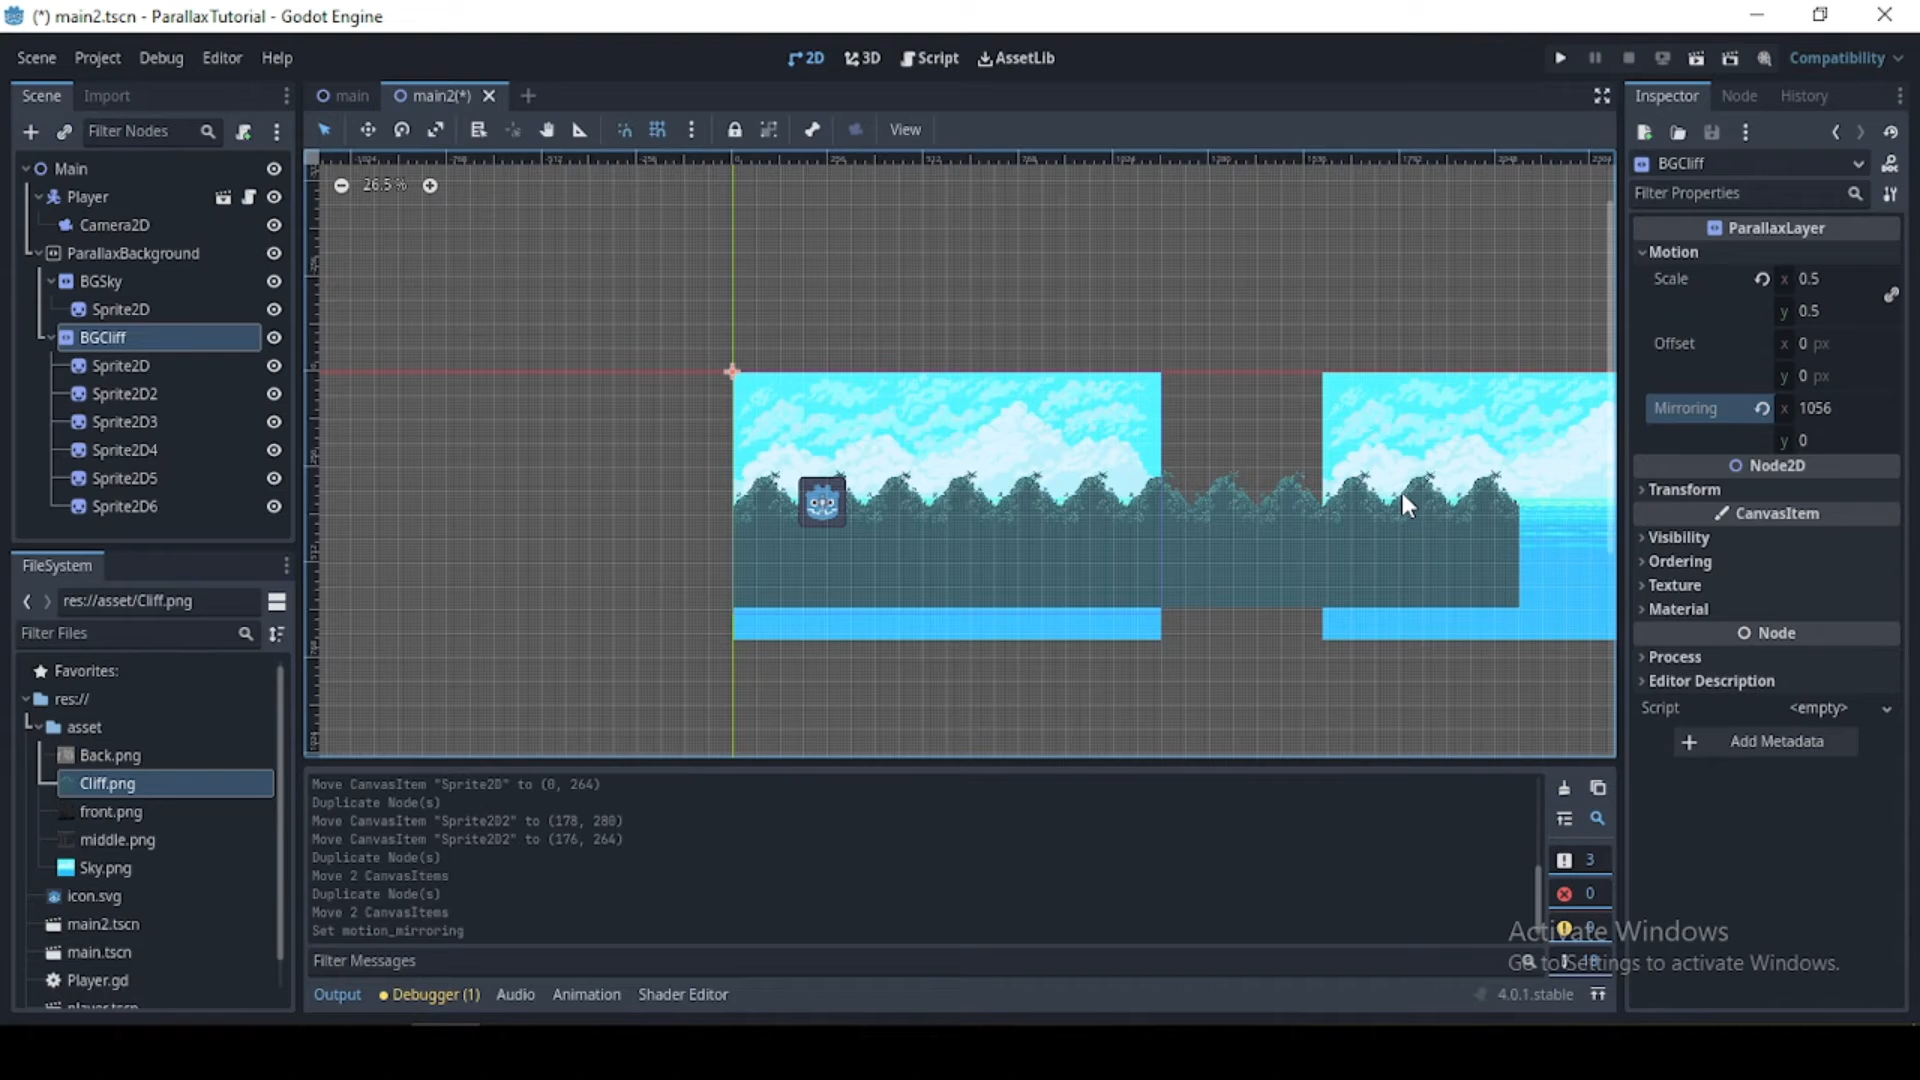 (*) main2.tscn - ParallaxTutorial - Godot Engine
Scene Project Debug Editor Help
2D 3D Script AssetLib
Compatibility
Scene Import
main main2(*)
Inspector Node History
Filter Nodes
View
Main
Player
Camera2D
ParallaxBackground
BGSky
Sprite2D
BGCliff
Sprite2D
Sprite2D2
Sprite2D3
Sprite2D4
Sprite2D5
Sprite2D6
26.5 %
BGCliff
Filter Properties
ParallaxLayer
Motion
Scale x 0.5
y 0.5
Offset x 0 px
y 0 px
Mirroring x 1056
y 0
Node2D
Transform
CanvasItem
Visibility
Ordering
Texture
Material
Node
Process
Editor Description
Script <empty>
Add Metadata
FileSystem
res://asset/Cliff.png
Filter Files
Favorites:
res://
asset
Back.png
Cliff.png
front.png
middle.png
Sky.png
icon.svg
main2.tscn
main.tscn
Player.gd
player.tscn
Move CanvasItem "Sprite2D" to (0, 264)
Duplicate Node(s)
Move CanvasItem "Sprite2D2" to (178, 280)
Move CanvasItem "Sprite2D2" to (176, 264)
Duplicate Node(s)
Move 2 CanvasItems
Duplicate Node(s)
Move 2 CanvasItems
Set motion_mirroring
3
0
Filter Messages
Output Debugger (1) Audio Animation Shader Editor
4.0.1.stable
Activate Windows
Go to Settings to activate Windows.